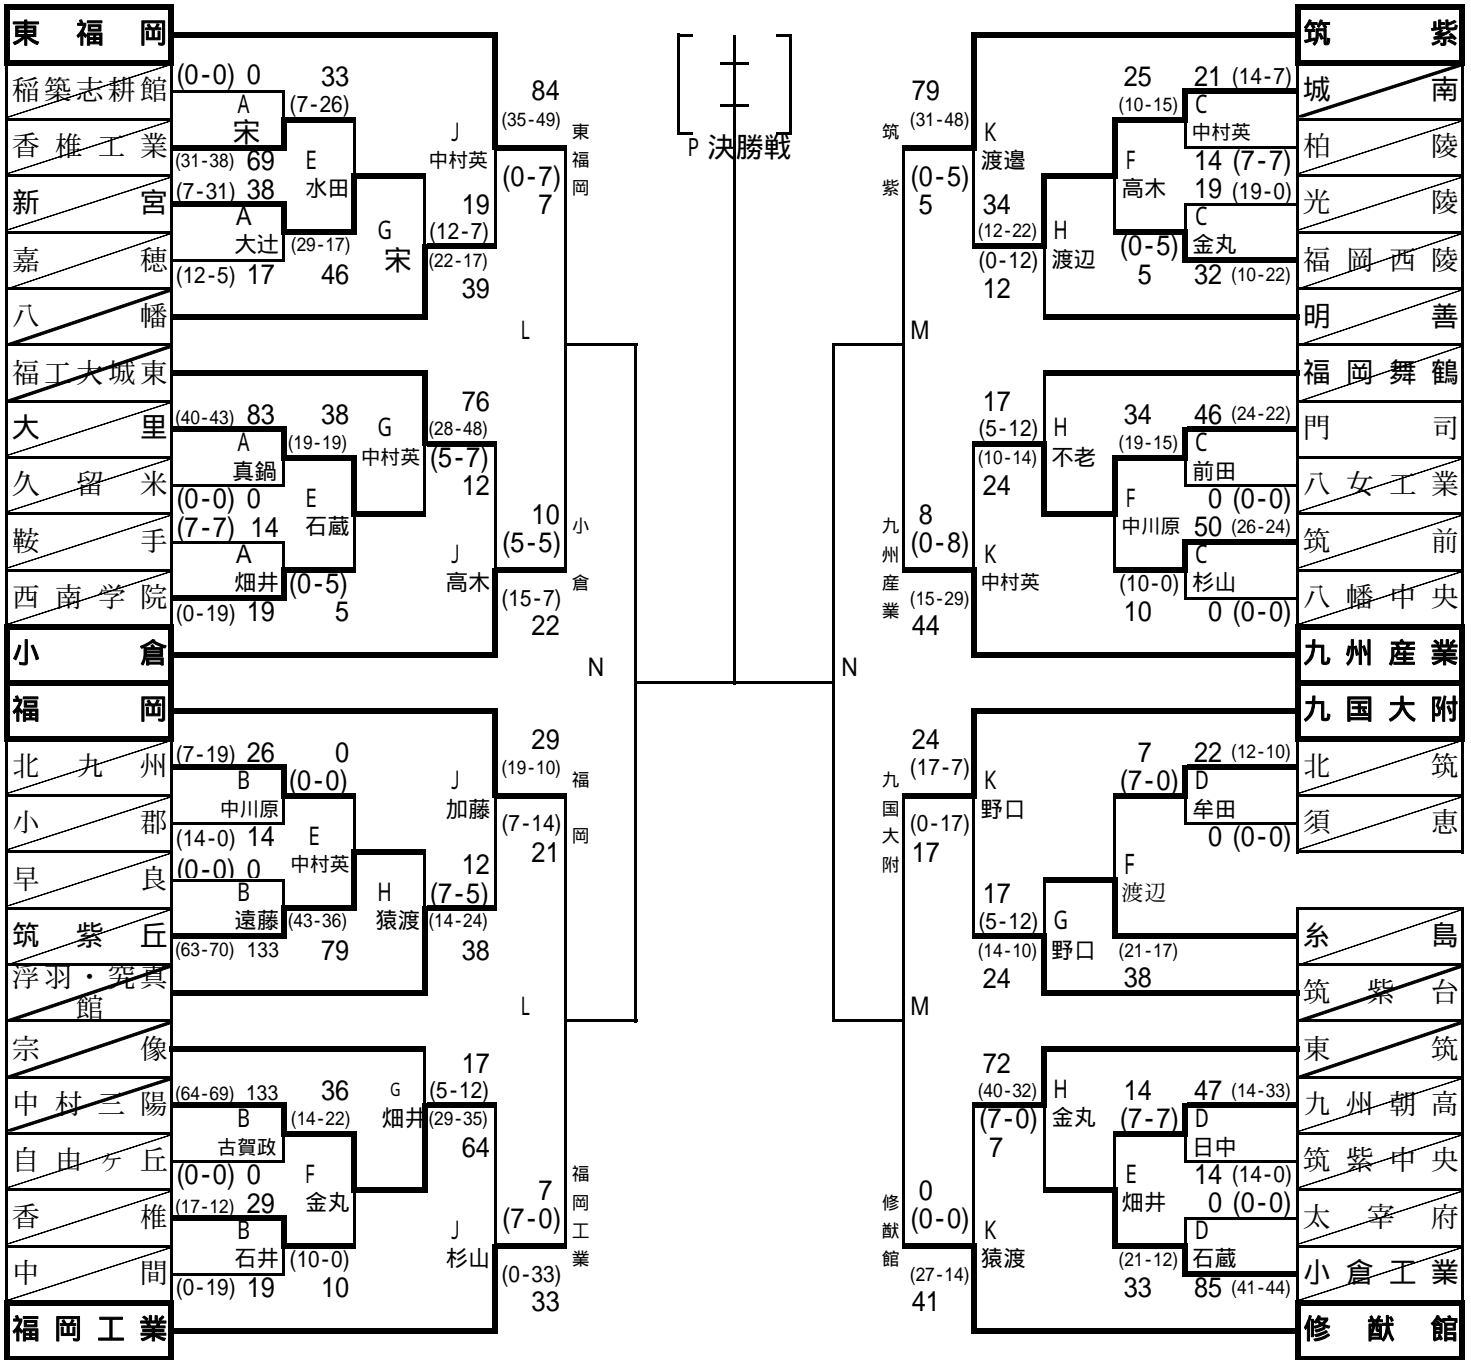 東福岡
稲築志耕館
香椎工業
新宮
嘉穂
八幡
福工大城東
大里
久留米
鞍手
西南学院
小倉
福岡
北九州
小郡
早良
筑紫丘
浮羽・究真
館
宗像
中村三陽
自由ヶ丘
香椎
中間
福岡工業
(0-0) 0
A
宋
(31-38) 69
(7-31) 38
A
大辻
(12-5) 17
33
(7-26)
E
水田
(29-17)
46
G
宋
J
中村英
19
(12-7)
(22-17)
39
84
(35-49)
東福岡
(0-7)
7
L
(40-43) 83
A
真鍋
(0-0) 0
(7-7) 14
A
畑井
(0-19) 19
38
(19-19)
E
石蔵
(0-5)
5
G
中村英
76
(28-48)
(5-7)
12
J
高木
10
(5-5)
小倉
(15-7)
22
N
(7-19) 26
B
中川原
(14-0) 14
(0-0) 0
B
遠藤
(63-70) 133
0
(0-0)
E
中村英
(43-36)
79
H
猿渡
J
加藤
12
(7-5)
(14-24)
38
29
(19-10)
福岡
(7-14)
21
L
(64-69) 133
B
古賀政
(0-0) 0
(17-12) 29
B
石井
(0-19) 19
36
(14-22)
F
金丸
(10-0)
10
G
畑井
17
(5-12)
(29-35)
64
J
杉山
7
(7-0)
福岡工業
(0-33)
33
P 決勝戦
79
(31-48)
筑紫
(0-5)
5
K
渡邉
34
(12-22)
(0-12)
12
H
渡辺
25
(10-15)
F
高木
(0-5)
5
21 (14-7)
C
中村英
14 (7-7)
19 (19-0)
C
金丸
32 (10-22)
M
17
(5-12)
(10-14)
24
H
不老
34
(19-15)
F
中川原
(10-0)
10
46 (24-22)
C
前田
0 (0-0)
50 (26-24)
C
杉山
0 (0-0)
8
(0-8)
九州産業
(15-29)
44
K
中村英
N
24
(17-7)
九国大附
(0-17)
17
K
野口
17
(5-12)
(14-10)
24
G
野口
7
(7-0)
F
渡辺
(21-17)
38
22 (12-10)
D
牟田
0 (0-0)
M
72
(40-32)
(7-0)
7
H
金丸
14
(7-7)
E
畑井
(21-12)
33
47 (14-33)
D
日中
14 (14-0)
0 (0-0)
D
石蔵
85 (41-44)
0
(0-0)
修猷館
(27-14)
41
K
猿渡
筑紫
城南
柏陵
光陵
福岡西陵
明善
福岡舞鶴
門司
八女工業
筑前
八幡中央
九州産業
九国大附
北筑
須恵
糸島
筑紫台
東筑
九州朝高
筑紫中央
太宰府
小倉工業
修猷館